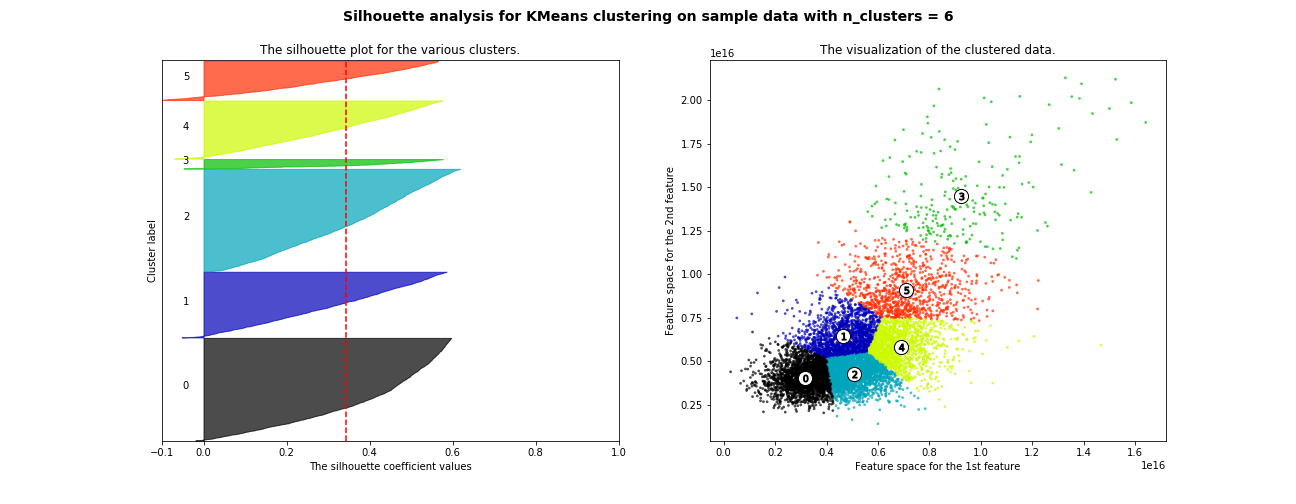 Silhouette analysis for KMeans clustering on sample data with n_clusters = 6
The silhouette plot for the various clusters.
Cluster label
5
4
3
2
1
0
−0.1 0.0 0.2 0.4 0.6 0.8 1.0
The silhouette coefficient values
The visualization of the clustered data.
1e16
Feature space for the 2nd feature
2.00
1.75
1.50
1.25
1.00
0.75
0.50
0.25
3
5
1
4
2
0
0.0 0.2 0.4 0.6 0.8 1.0 1.2 1.4 1.6
1e16
Feature space for the 1st feature